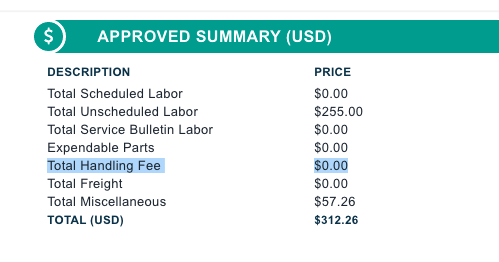 $ APPROVED SUMMARY (USD)
DESCRIPTION PRICE
Total Scheduled Labor $0.00
Total Unscheduled Labor $255.00
Total Service Bulletin Labor $0.00
Expendable Parts $0.00
Total Handling Fee $0.00
Total Freight $0.00
Total Miscellaneous $57.26
TOTAL (USD) $312.26